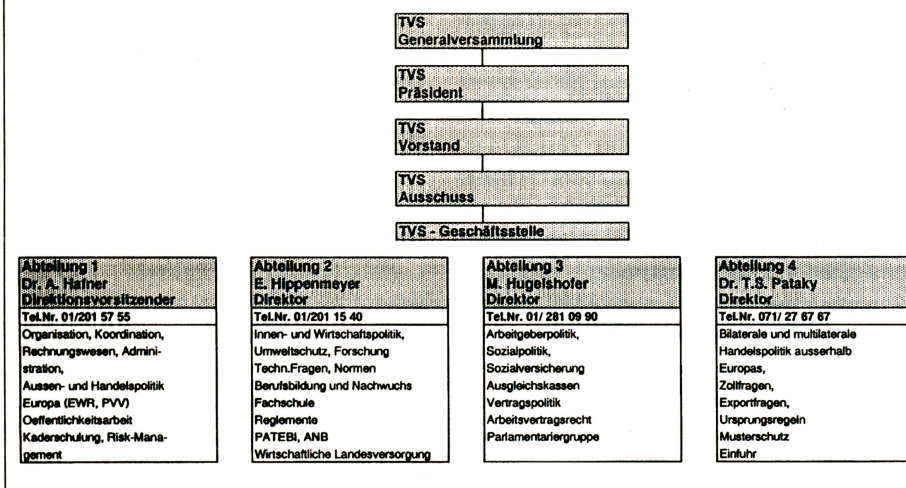 TVS
Generalversammlung
TVS
Präsident
TVS
Vorstand
TVS
Ausschuss
TVS - Geschäftsstelle
Abteilung 1
Dr. A. Hafner
Direktionsvorsitzender
Tel.Nr. 01/201 57 55
Organisation, Koordination,
Rechnungswesen, Admini-
stration,
Aussen- und Handelspolitik
Europa (EWR, PVV)
Oeffentlichkeitsarbeit
Kaderschulung, Risk-Mana-
gement
Abteilung 2
E. Hippenmeyer
Direktor
Tel.Nr. 01/201 15 40
Innen- und Wirtschaftspolitik,
Umweltschutz, Forschung
Techn.Fragen, Normen
Berufsbildung und Nachwuchs
Fachschule
Reglemente
PATEBI, ANB
Wirtschaftliche Landesversorgung
Abteilung 3
M. Hugelshofer
Direktor
Tel.Nr. 01/ 281 09 90
Arbeitgeberpolitik,
Sozialpolitik,
Sozialversicherung
Ausgleichskassen
Vertragspolitik
Arbeitsvertragsrecht
Parlamentariergruppe
Abteilung 4
Dr. T.S. Pataky
Direktor
Tel.Nr. 071/ 27 67 67
Bilaterale und multilaterale
Handelspolitik ausserhalb
Europas,
Zollfragen,
Exportfragen,
Ursprungsregeln
Musterschutz
Einfuhr